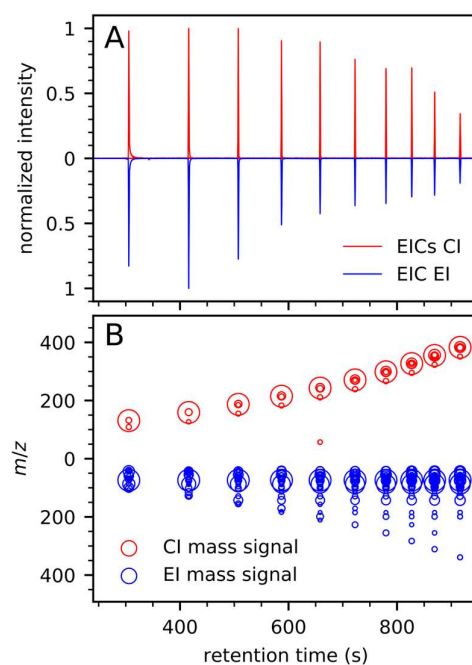 A
1
0.5
0
0.5
1
normalized intensity
EICs CI
EIC EI
B
400
200
0
200
400
m/z
CI mass signal
EI mass signal
400
600
800
retention time (s)